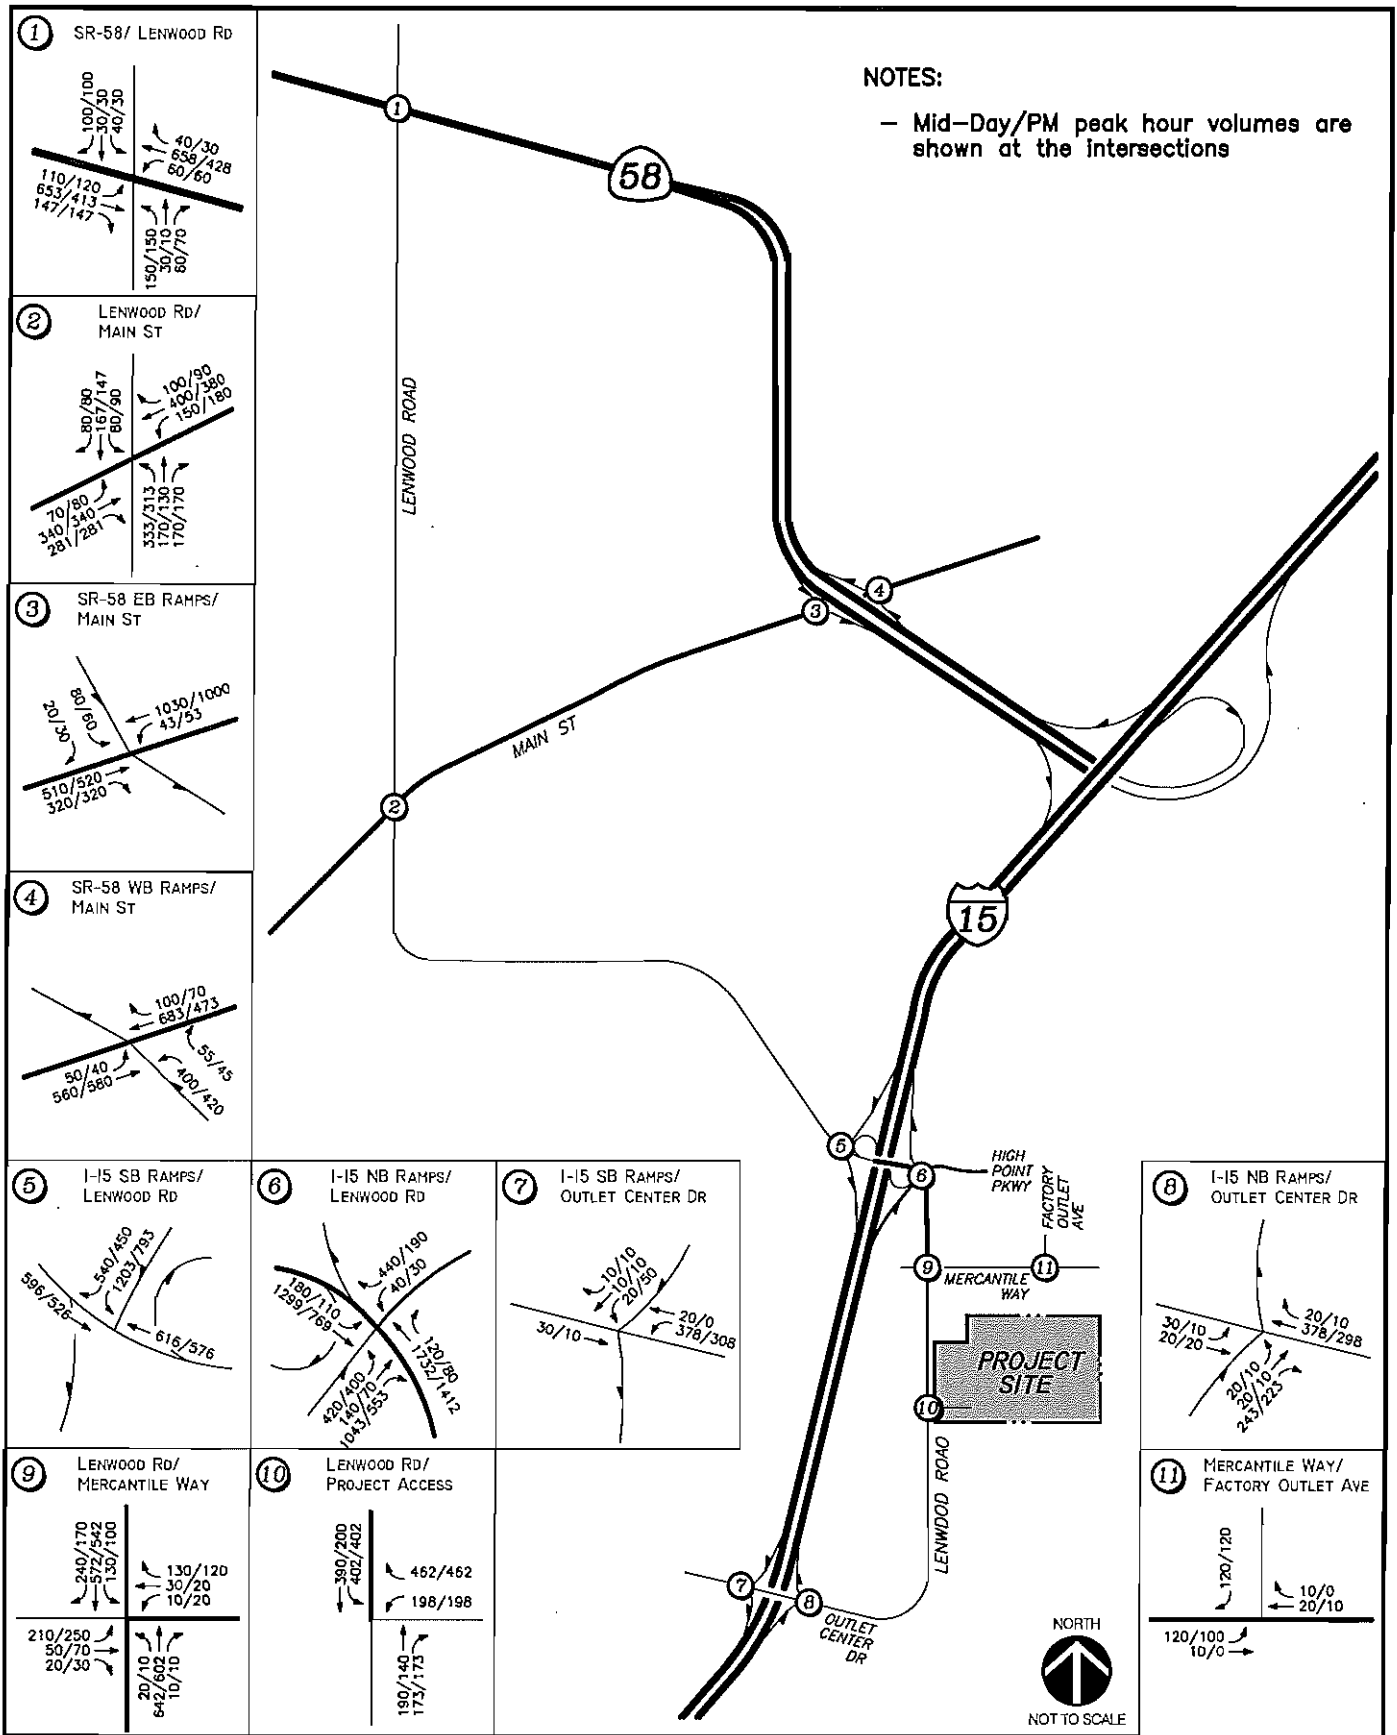 1 SR-58/ LENWOOD RD
100/100
30/30
40/30
40/30
658/428
60/60
110/120
653/413
147/147
150/150
30/10
60/70
2 LENWOOD RD/
MAIN ST
80/80
167/147
80/90
100/90
400/380
150/180
70/80
340/340
281/281
333/313
170/130
170/170
3 SR-58 EB RAMPS/
MAIN ST
20/30
80/60
1030/1000
43/53
510/520
320/320
4 SR-58 WB RAMPS/
MAIN ST
100/70
683/473
50/40
560/580
55/45
400/420
5 I-15 SB RAMPS/
LENWOOD RD
596/526
540/450
1203/793
616/576
6 I-15 NB RAMPS/
LENWOOD RD
440/190
40/30
180/110
1299/769
120/80
1732/1412
420/400
140/70
1043/553
7 I-15 SB RAMPS/
OUTLET CENTER DR
10/10
10/10
20/50
20/0
378/308
30/10
8 I-15 NB RAMPS/
OUTLET CENTER DR
20/10
378/298
30/10
20/20
20/10
20/10
243/223
9 LENWOOD RD/
MERCANTILE WAY
240/170
572/542
130/100
130/120
30/20
10/20
210/250
50/70
20/30
20/10
642/602
10/10
10 LENWOOD RD/
PROJECT ACCESS
390/200
402/402
462/462
198/198
190/140
173/173
11 MERCANTILE WAY/
FACTORY OUTLET AVE
120/120
10/0
20/10
120/100
10/0
NOTES:
– Mid-Day/PM peak hour volumes are
shown at the intersections
1
58
LENWOOD ROAD
4
3
MAIN ST
2
15
5
6
HIGH
POINT
PKWY
FACTORY
OUTLET
AVE
9
11
MERCANTILE
WAY
PROJECT
SITE
10
LENWOOD ROAD
7
8
OUTLET
CENTER
DR
NORTH
NOT TO SCALE